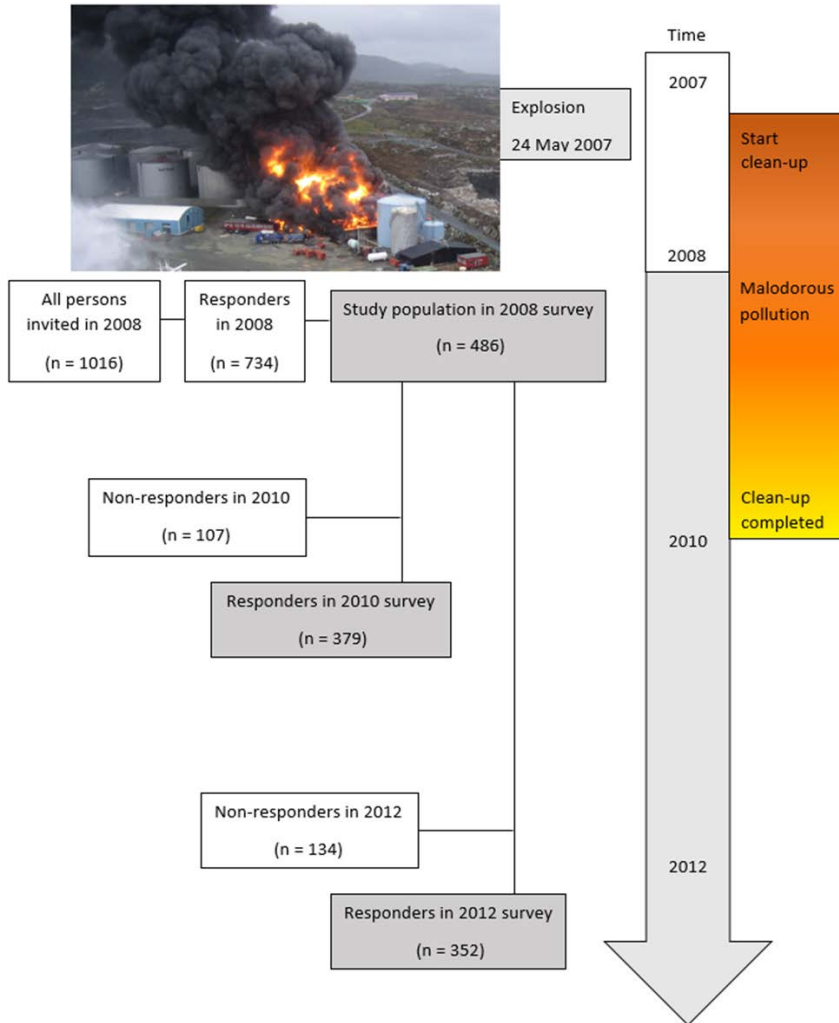 Time
2007
Explosion
24 May 2007
Start
clean-up
2008
All persons
invited in 2008
(n = 1016)
Responders
in 2008
(n = 734)
Study population in 2008 survey
(n = 486)
Malodorous
pollution
Non-responders in 2010
(n = 107)
Clean-up
completed
2010
Responders in 2010 survey
(n = 379)
Non-responders in 2012
(n = 134)
2012
Responders in 2012 survey
(n = 352)